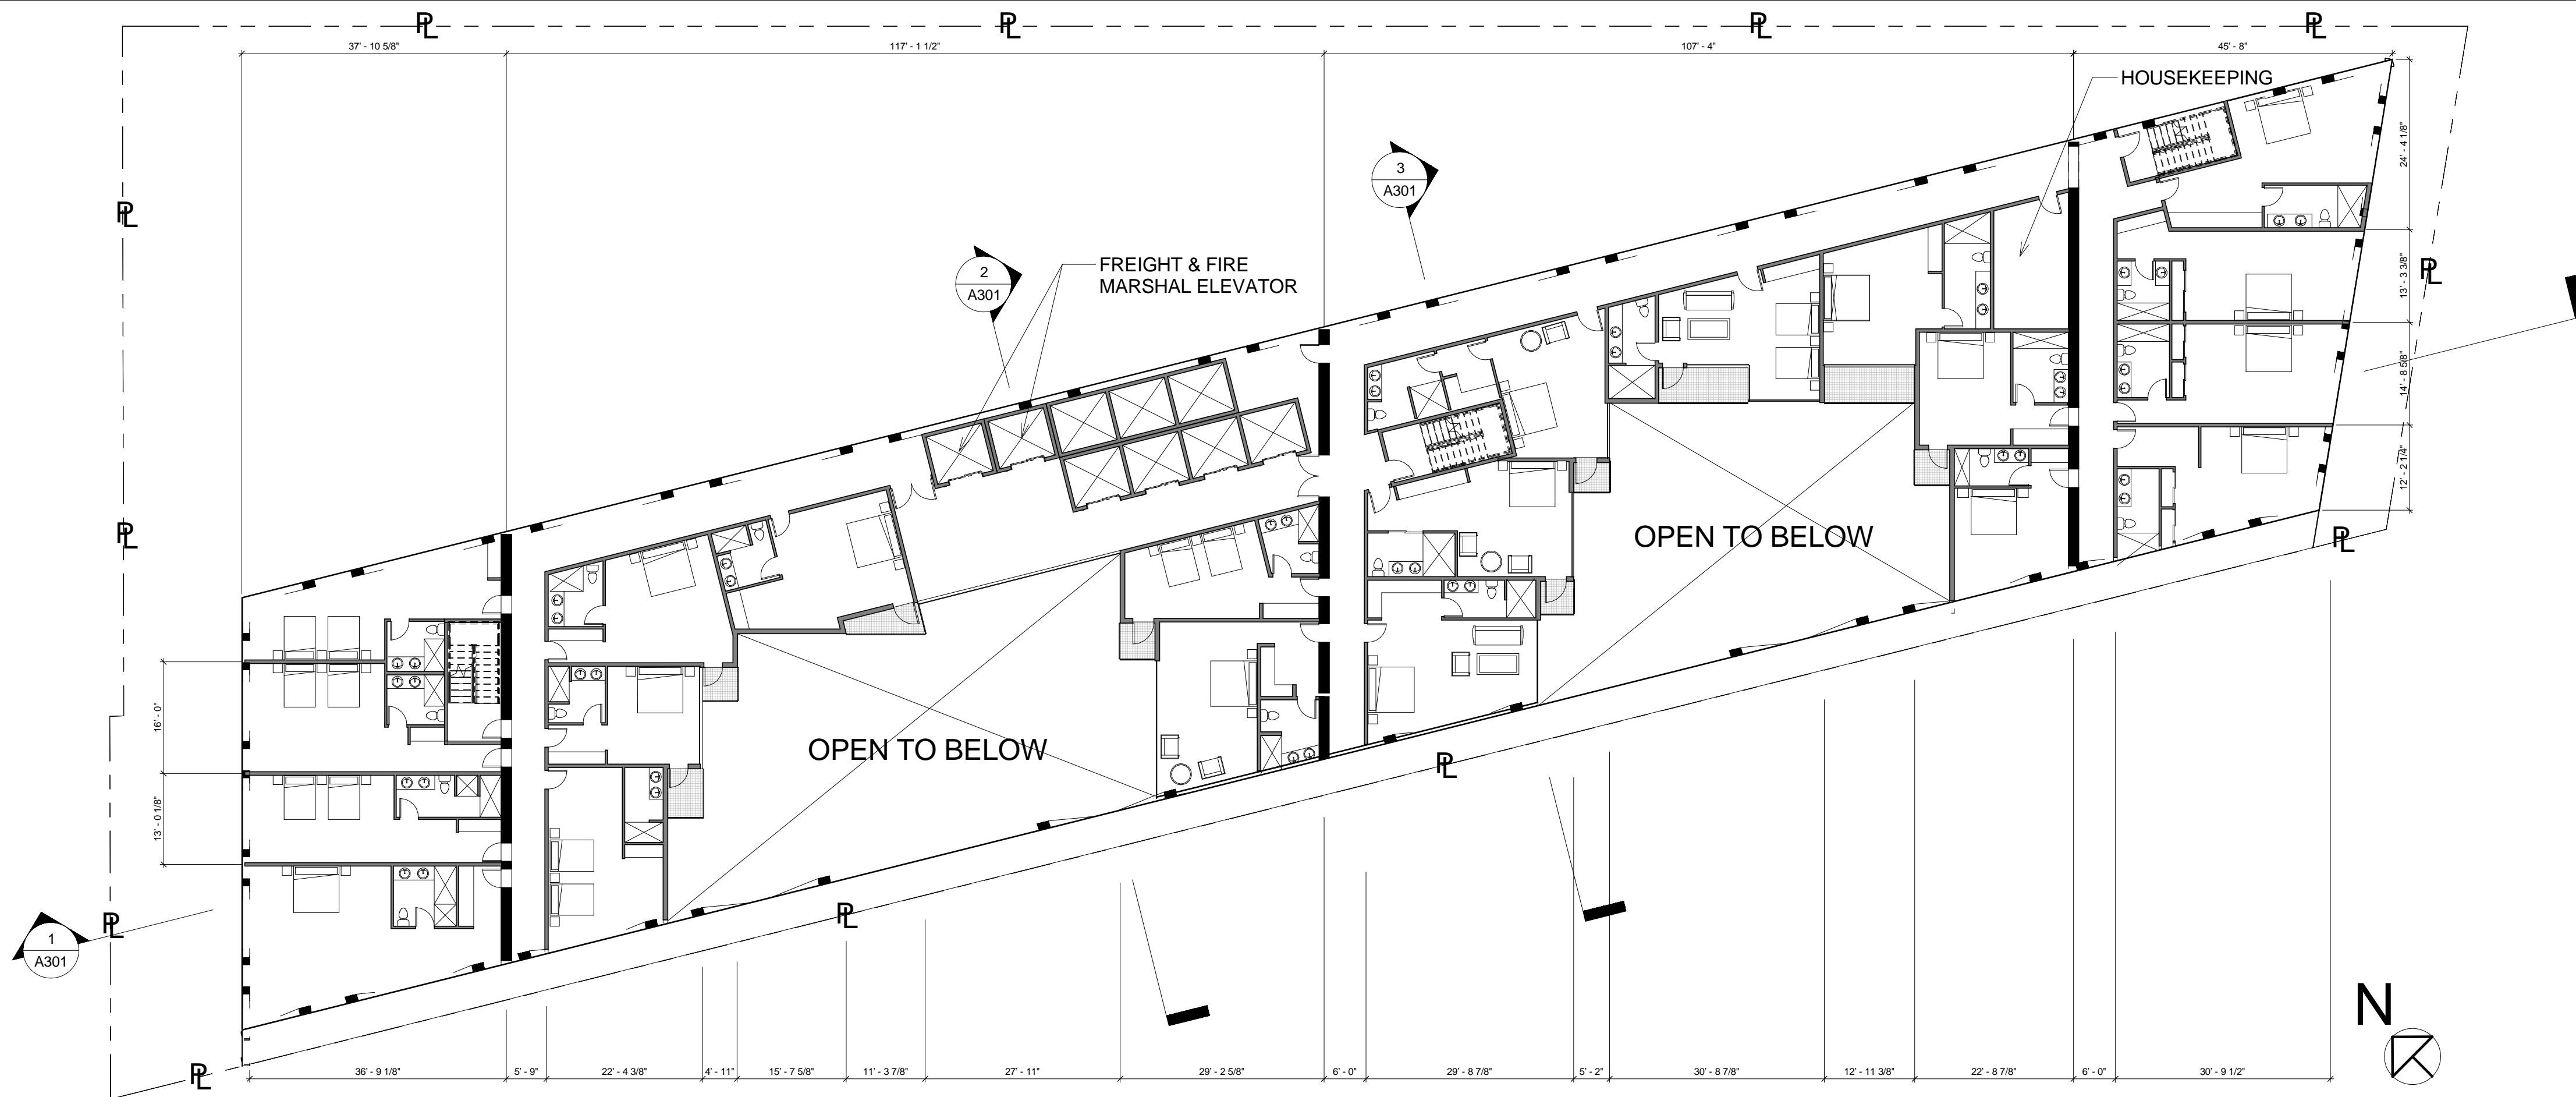 PL PL PL PL
37' - 10 5/8" 117' - 1 1/2" 107' - 4" 45' - 8"
HOUSEKEEPING
24' - 4 1/8"
3
A301
PL
2
A301
FREIGHT & FIRE
MARSHAL ELEVATOR
13' - 3 3/8"
PL
14' - 8 5/8"
12' - 2 1/4"
PL
OPEN TO BELOW
PL
16' - 0"
OPEN TO BELOW
PL
13' - 0 1/8"
PL
PL
1
A301
N
PL
36' - 9 1/8" 5' - 9" 22' - 4 3/8" 4' - 11" 15' - 7 5/8" 11' - 3 7/8" 27' - 11" 29' - 2 5/8" 6' - 0" 29' - 8 7/8" 5' - 2" 30' - 8 7/8" 12' - 11 3/8" 22' - 8 7/8" 6' - 0" 30' - 9 1/2"